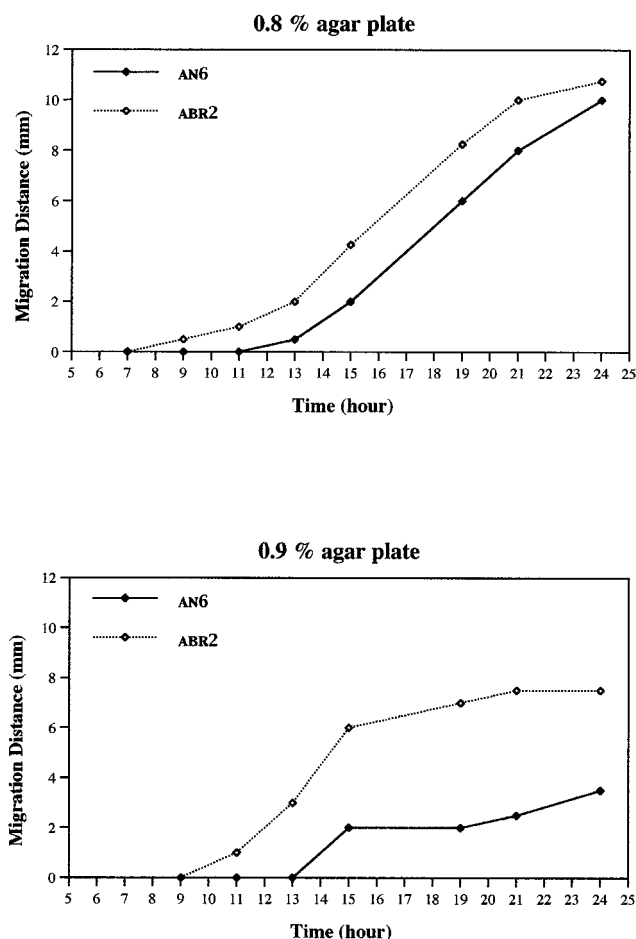 0.8 % agar plate
12
10
8
6
4
2
0
Migration Distance (mm)
AN6
ABR2
5 6 7 8 9 10 11 12 13 14 15 16 17 18 19 20 21 22 23 24 25
Time (hour)
0.9 % agar plate
12
10
8
6
4
2
0
Migration Distance (mm)
AN6
ABR2
5 6 7 8 9 10 11 12 13 14 15 16 17 18 19 20 21 22 23 24 25
Time (hour)